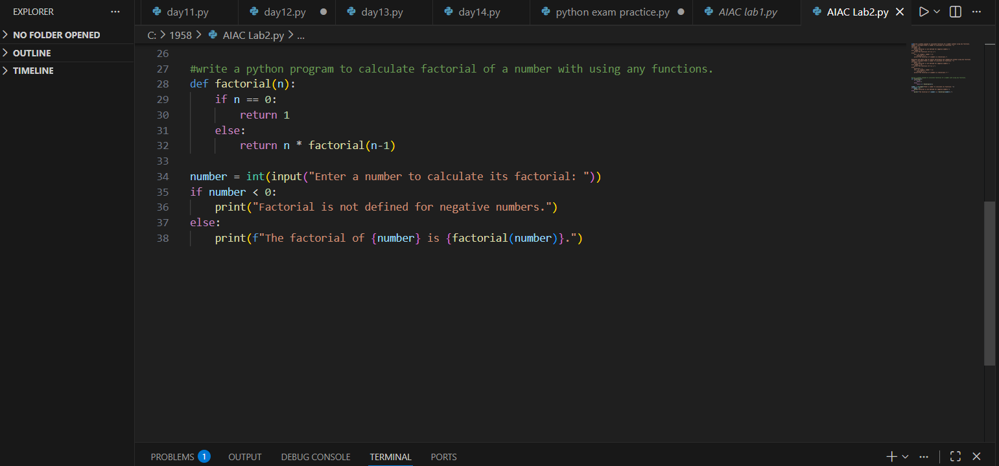 EXPLORER
NO FOLDER OPENED
OUTLINE
TIMELINE
day11.py
day12.py
day13.py
day14.py
python exam practice.py
AIAC lab1.py
AIAC Lab2.py
C: > 1958 > AIAC Lab2.py > ...
26
27 #write a python program to calculate factorial of a number with using any functions.
28 def factorial(n):
29     if n == 0:
30         return 1
31     else:
32         return n * factorial(n-1)
33
34 number = int(input("Enter a number to calculate its factorial: "))
35 if number < 0:
36     print("Factorial is not defined for negative numbers.")
37 else:
38     print(f"The factorial of {number} is {factorial(number)}.")
PROBLEMS 1
OUTPUT
DEBUG CONSOLE
TERMINAL
PORTS